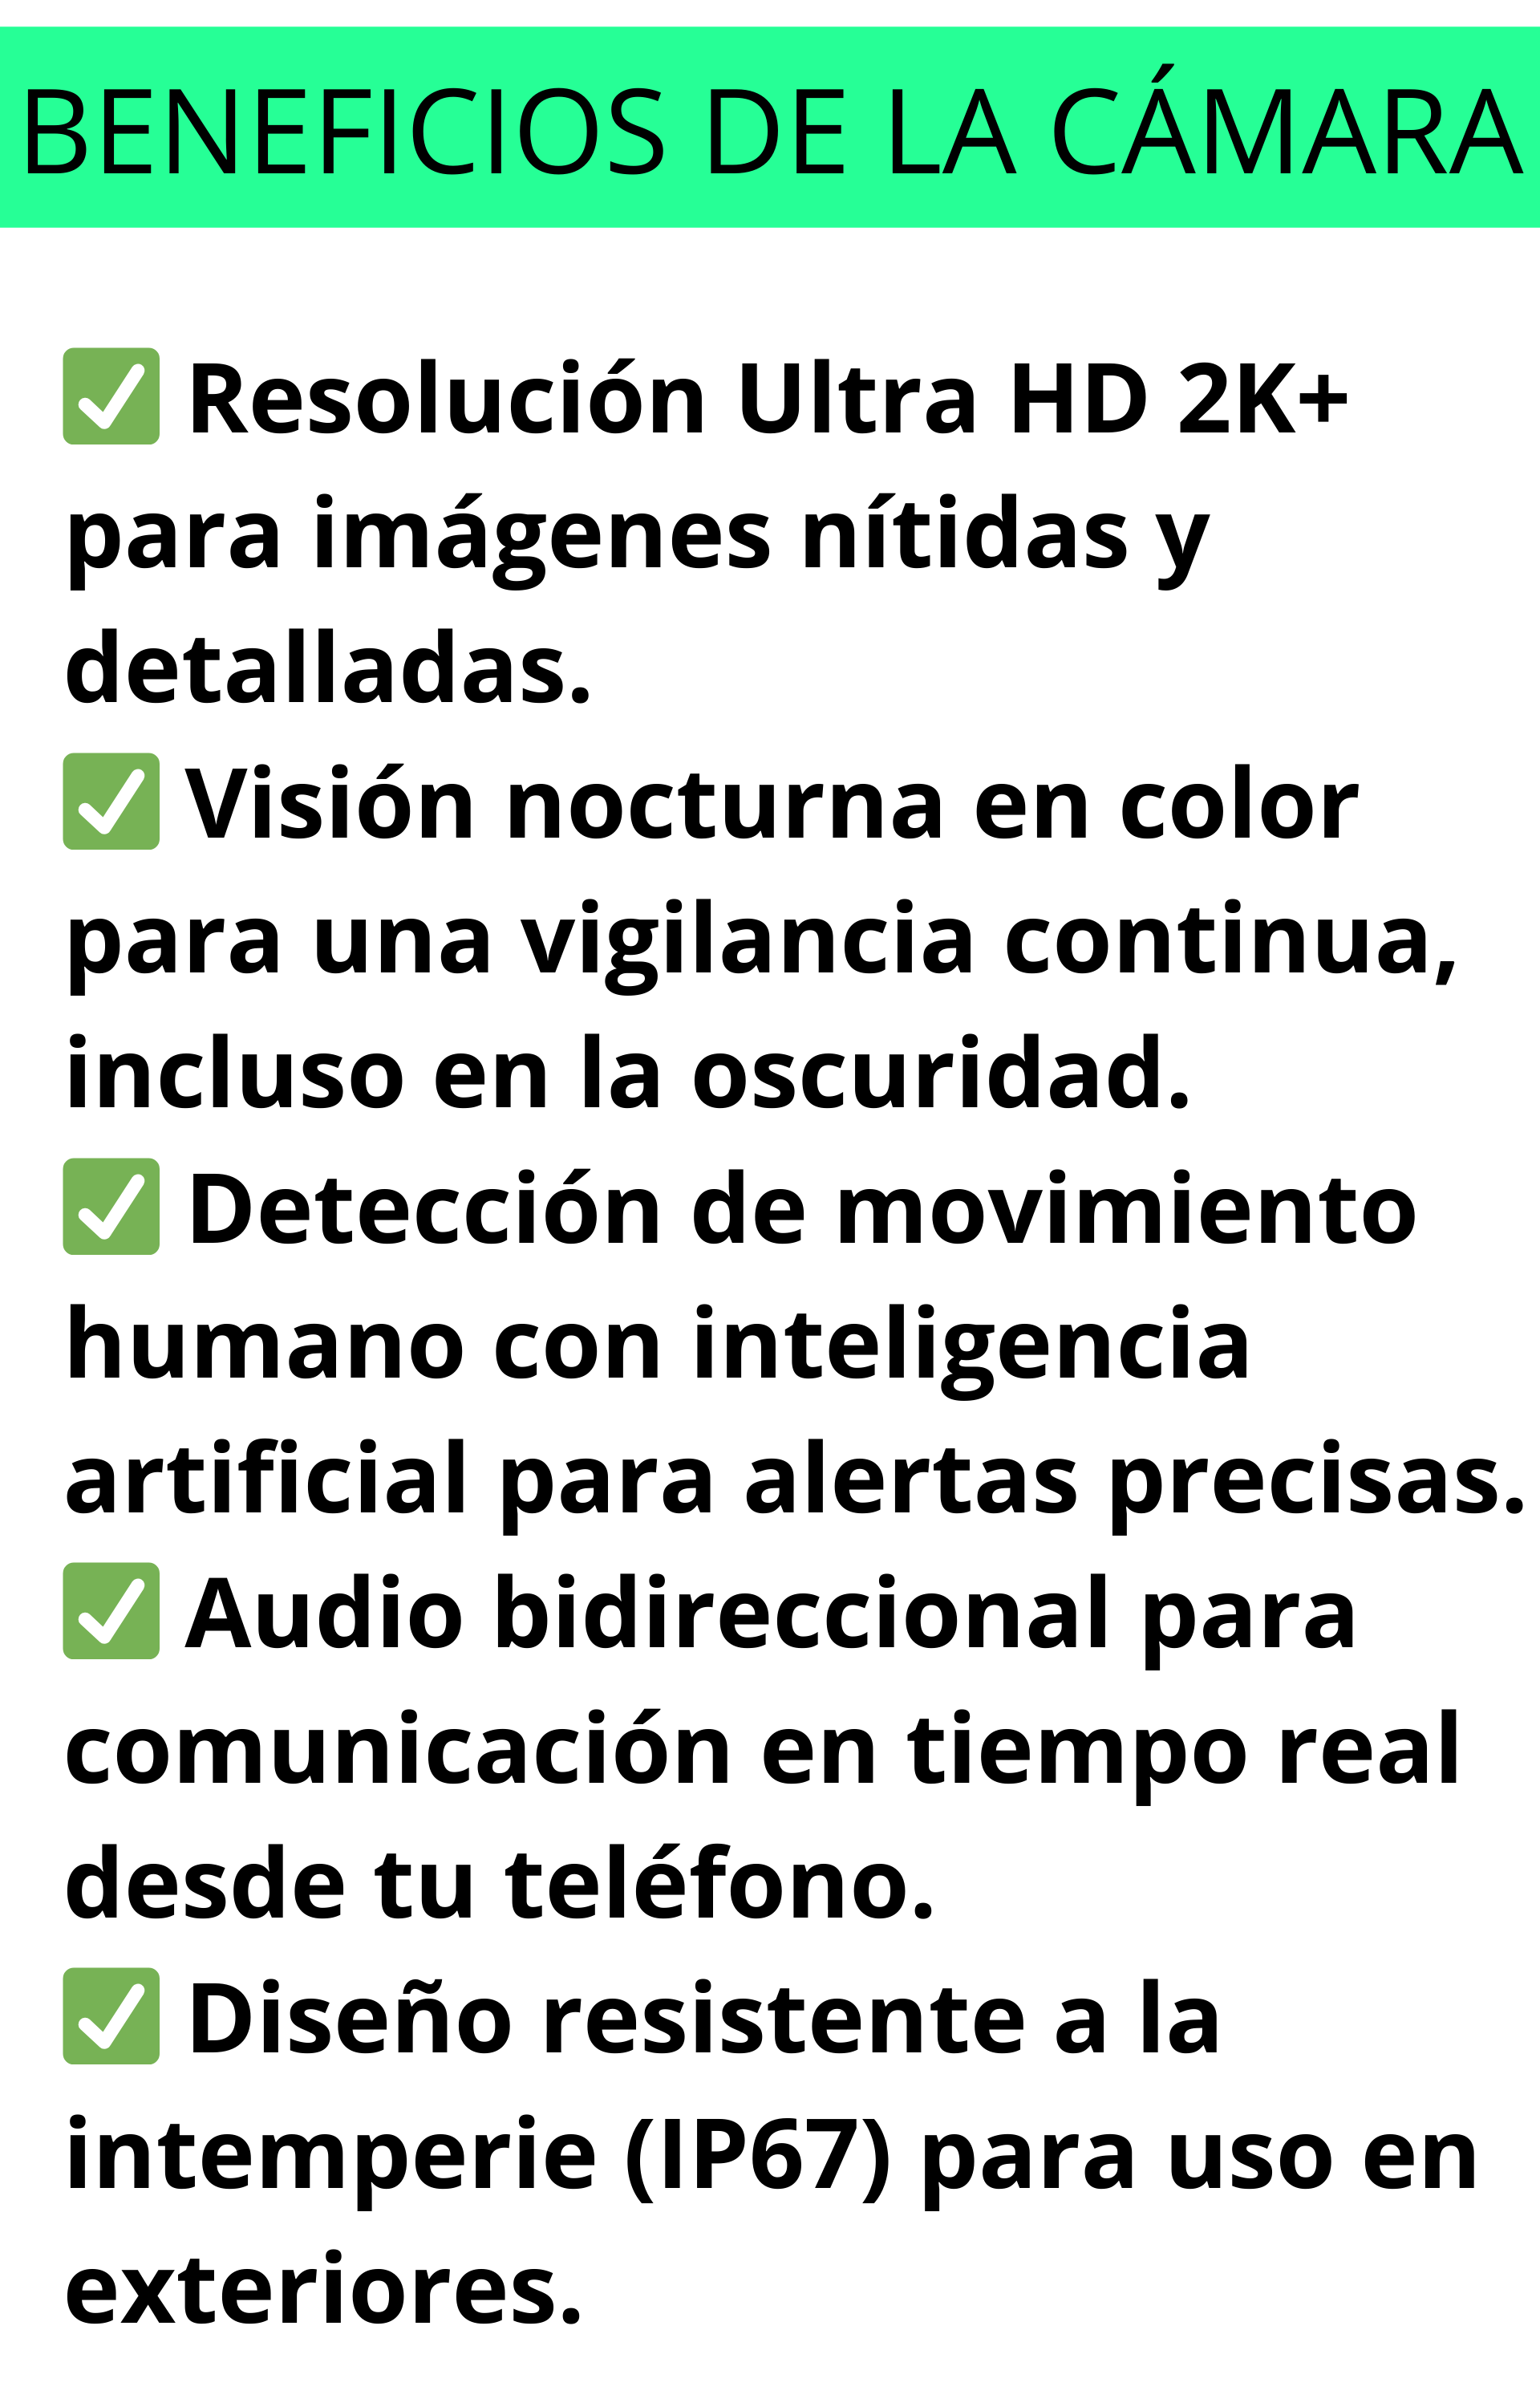 BENEFICIOS DE LA CÁMARA
✅ Resolución Ultra HD 2K+
para imágenes nítidas y
detalladas.
✅ Visión nocturna en color
para una vigilancia continua,
incluso en la oscuridad.
✅ Detección de movimiento
humano con inteligencia
artificial para alertas precisas.
✅ Audio bidireccional para
comunicación en tiempo real
desde tu teléfono.
✅ Diseño resistente a la
intemperie (IP67) para uso en
exteriores.